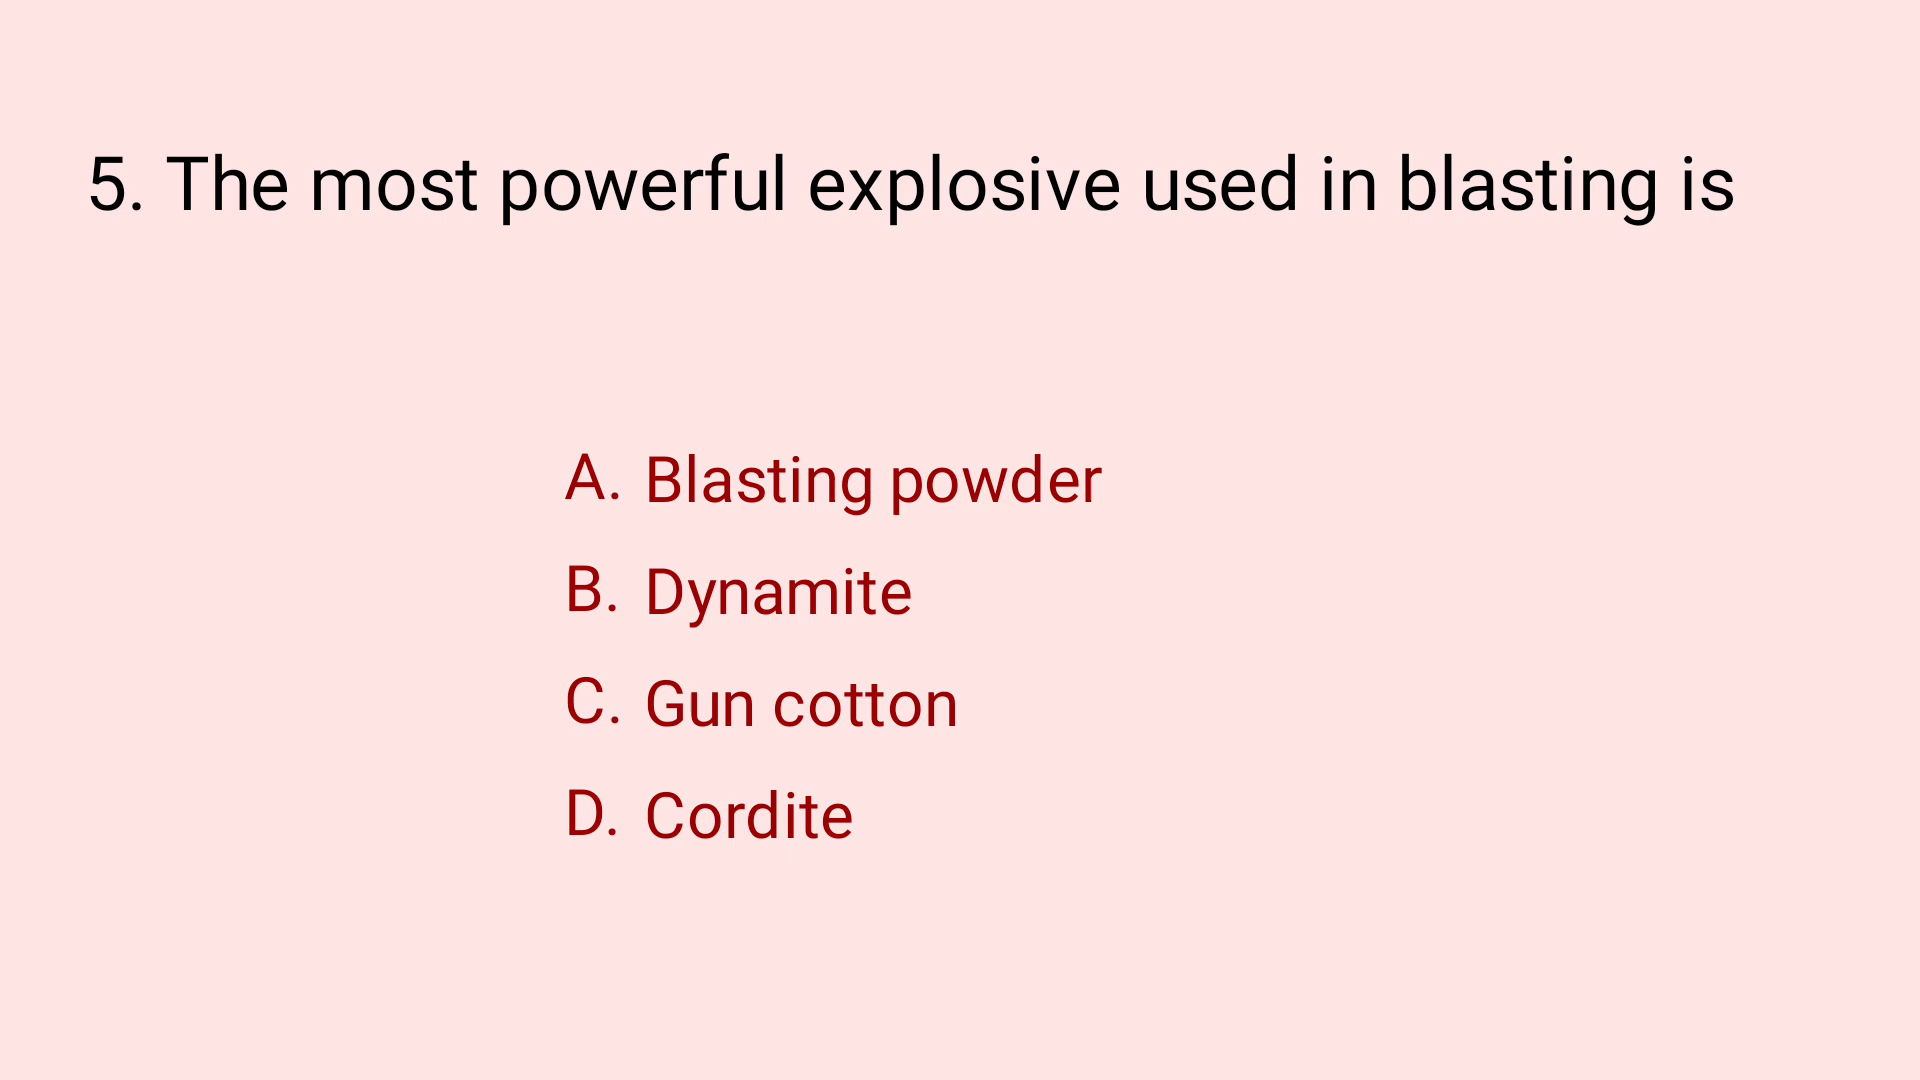 5. The most powerful explosive used in blasting is
A. Blasting powder
B. Dynamite
C. Gun cotton
D. Cordite